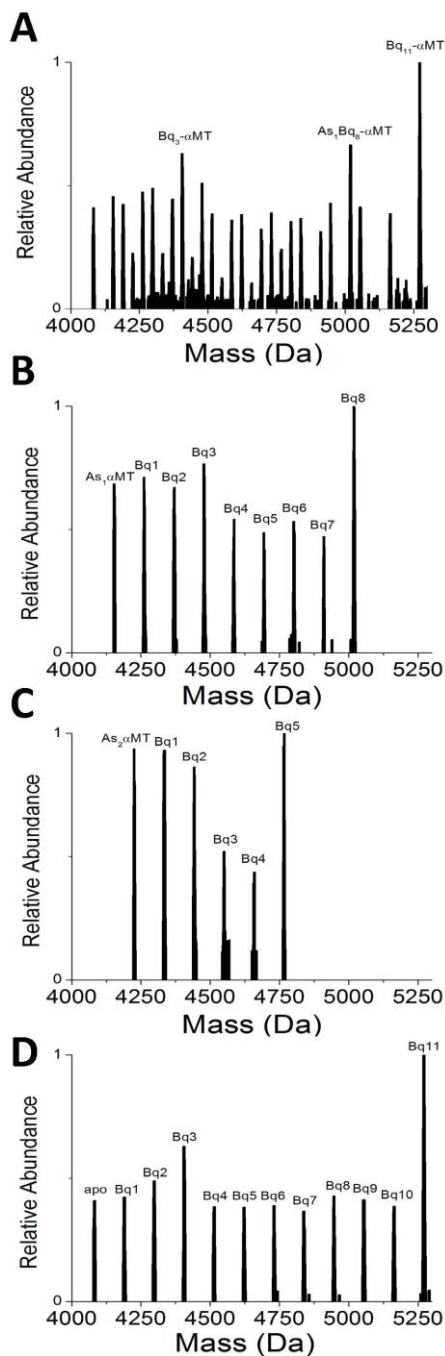 A
Bq₁₁-αMT
1
As₁Bq₈-αMT
Bq₃-αMT
Relative Abundance
0
4000 4250 4500 4750 5000 5250
Mass (Da)
B
1
Bq8
Bq3
Bq1
As₁αMT
Bq2
Bq4
Bq6
Bq5
Bq7
Relative Abundance
0
4000 4250 4500 4750 5000 5250
Mass (Da)
C
1
Bq5
As₂αMT
Bq1
Bq2
Bq3
Bq4
Relative Abundance
0
4000 4250 4500 4750 5000 5250
Mass (Da)
D
Bq11
1
Bq3
Bq2
apo
Bq1
Bq4
Bq5
Bq6
Bq7
Bq8
Bq9
Bq10
Relative Abundance
0
4000 4250 4500 4750 5000 5250
Mass (Da)